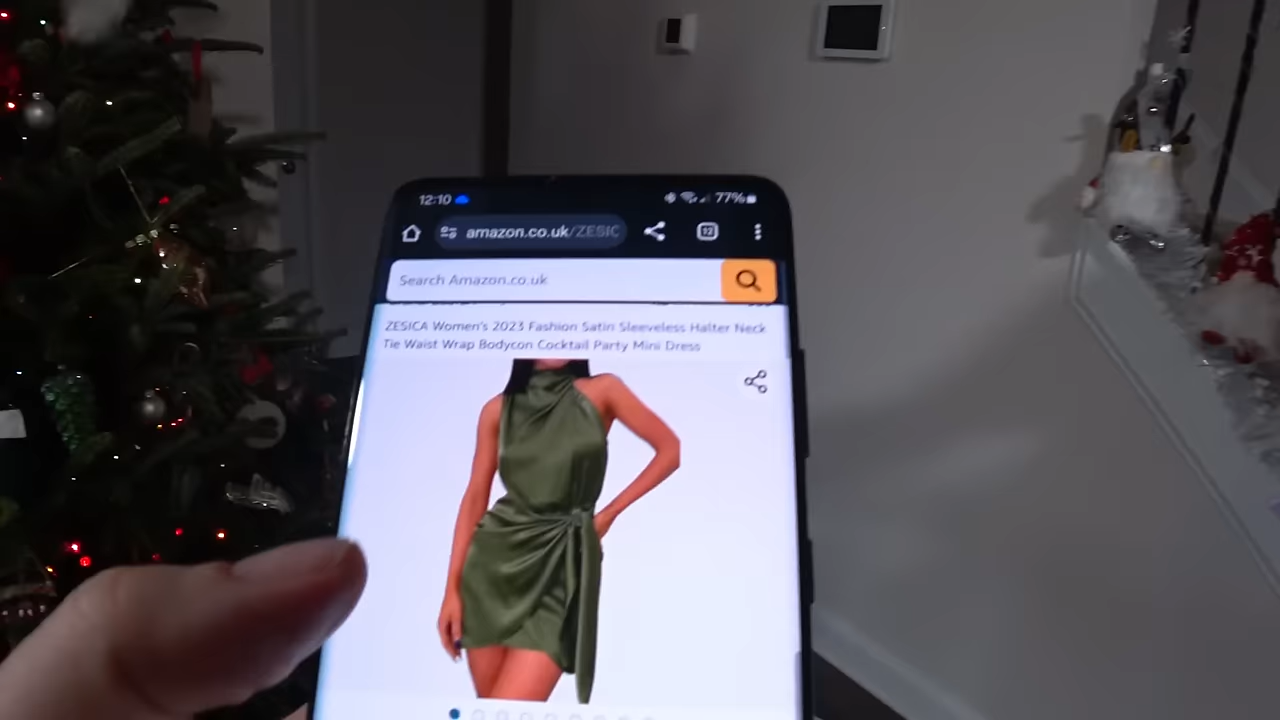 12:10 77%
amazon.co.uk/ZESIC 12
Search Amazon.co.uk
ZESICA Women's 2023 Fashion Satin Sleeveless Halter Neck
Tie Waist Wrap Bodycon Cocktail Party Mini Dress